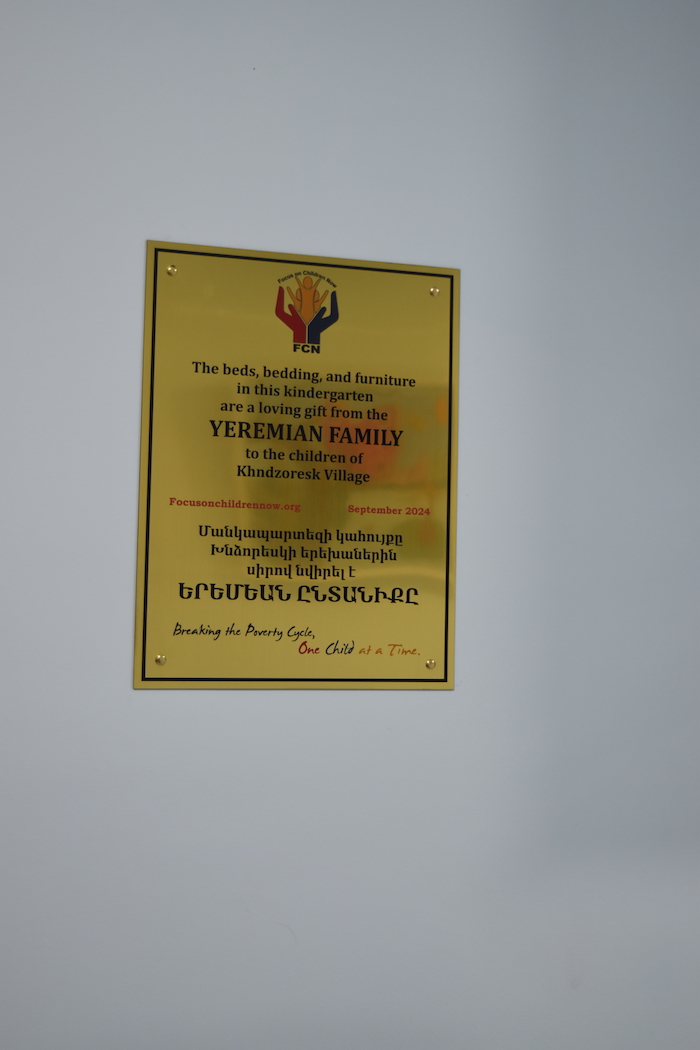 Focus on Children Now
FCN
The beds, bedding, and furniture
in this kindergarten
are a loving gift from the
YEREMIAN FAMILY
to the children of
Khndzoresk Village
Focusonchildrennow.org September 2024
Մանկապարտեզի կահույքը
Խնձորեսկի երեխաներին
սիրով նվիրել է
ԵՐԵՄԵԱՆ ԸՆՏԱՆԻՔԸ
Breaking the Poverty Cycle,
One Child at a Time.